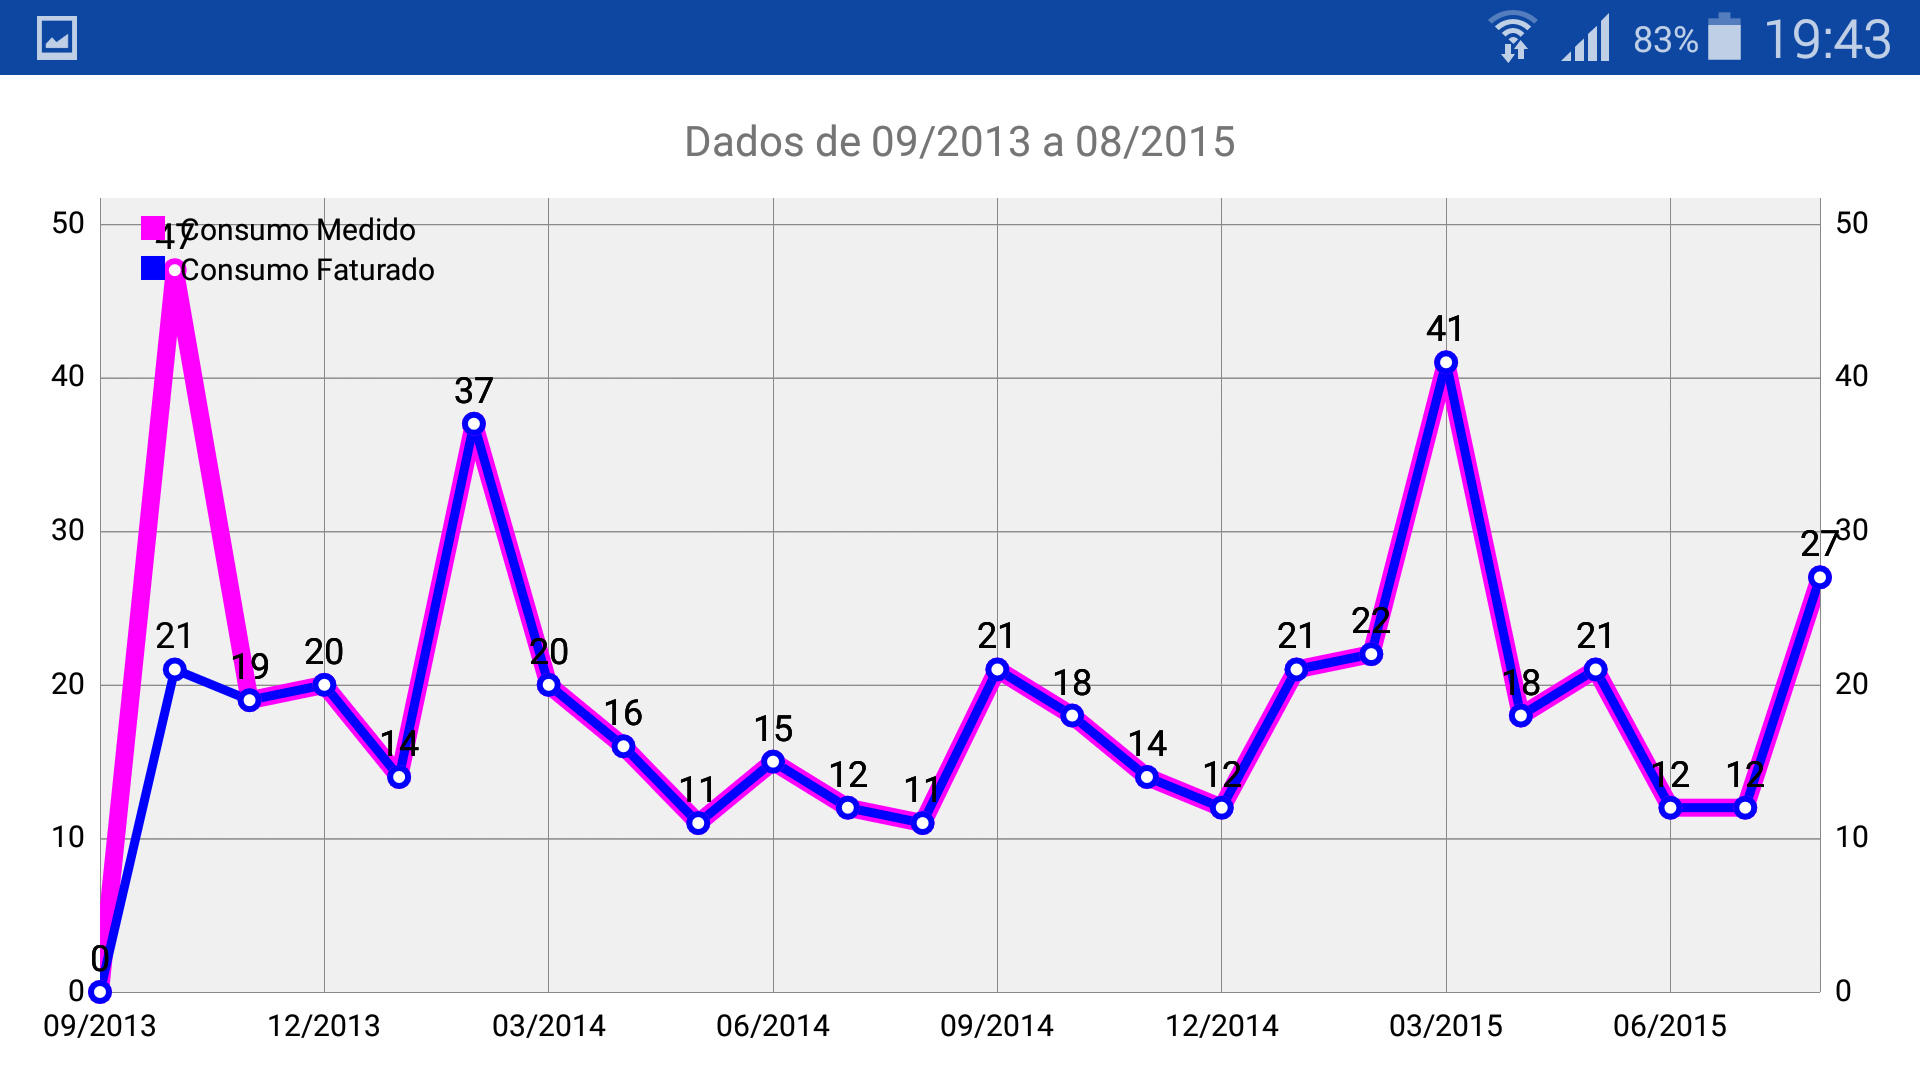 83% 19:43
Dados de 09/2013 a 08/2015
Consumo Medido
Consumo Faturado
50 40 30 20 10 0
47
0 21 19 20 14 37 20 16 11 15 12 11 21 18 14 12 21 22 41 18 21 12 12 27
50 40 30 20 10 0
09/2013 12/2013 03/2014 06/2014 09/2014 12/2014 03/2015 06/2015